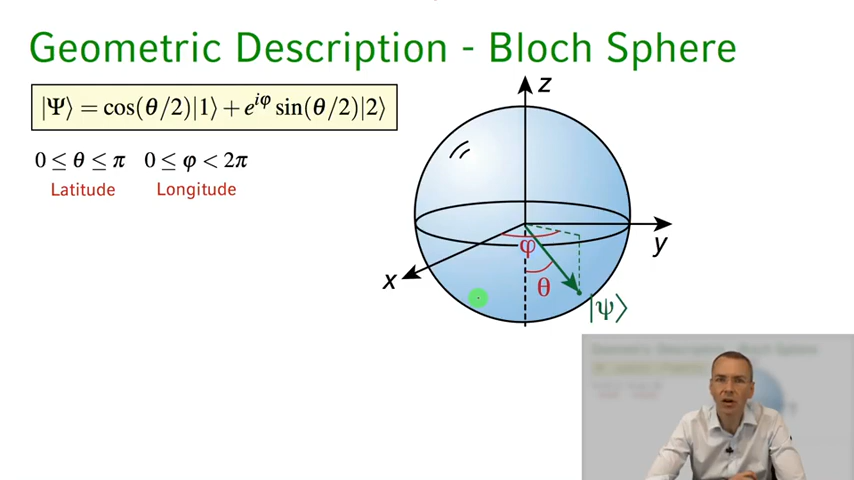 Geometric Description - Bloch Sphere
|Ψ⟩ = cos(θ/2)|1⟩ + e^{iφ} sin(θ/2)|2⟩
0 ≤ θ ≤ π 0 ≤ φ < 2π
Latitude Longitude
z
y
x
φ
θ
|ψ⟩